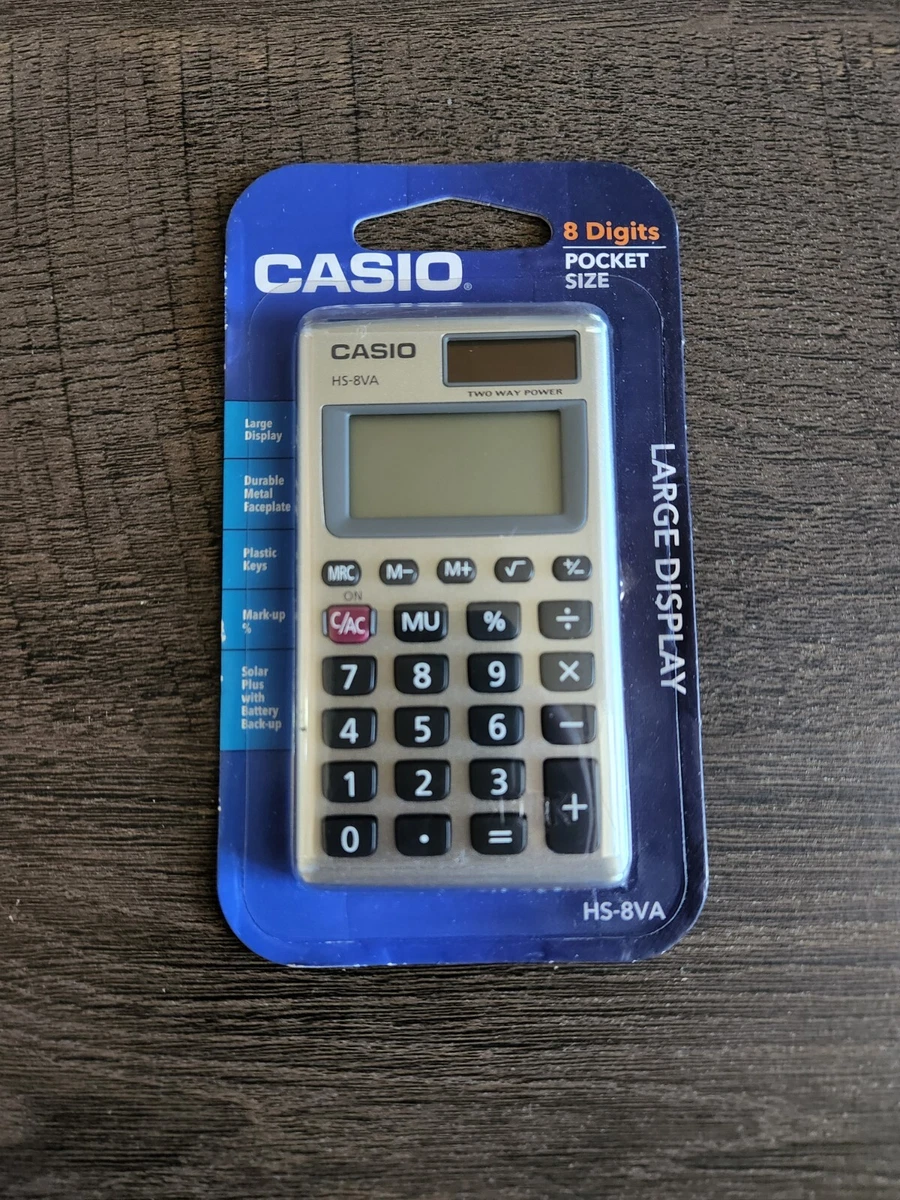 8 Digits
POCKET
SIZE
CASIO®
CASIO
HS-8VA
TWO WAY POWER
Large
Display
Durable
Metal
Faceplate
Plastic
Keys
Mark-up
%
Solar
Plus
with
Battery
Back-up
LARGE DISPLAY
MRC M− M+ √ +/−
ON
C/AC MU % ÷
7 8 9 ×
4 5 6 −
1 2 3 +
0 . =
HS-8VA